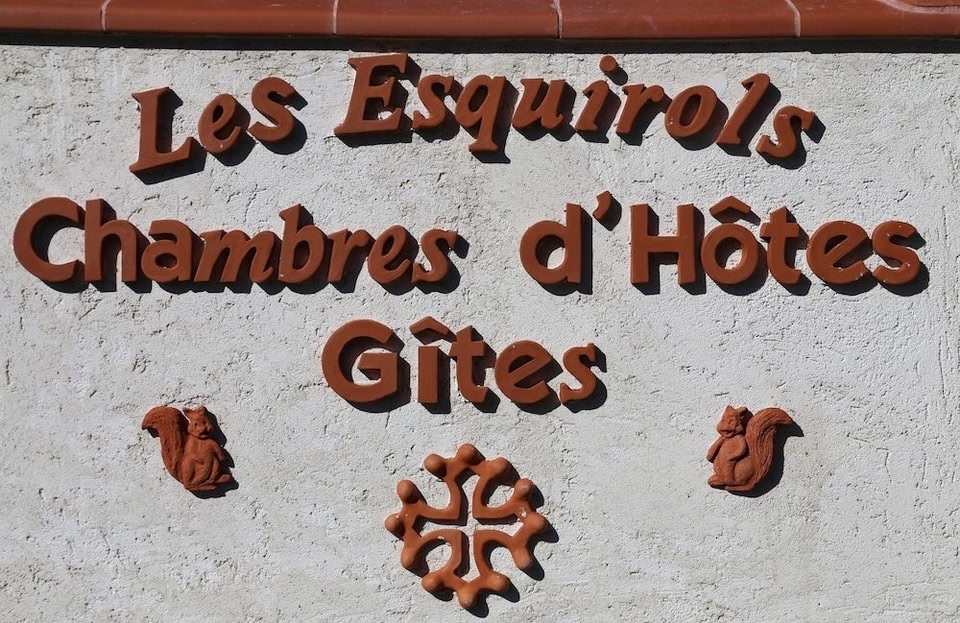 Les Esquirols
Chambres d'Hôtes
Gîtes